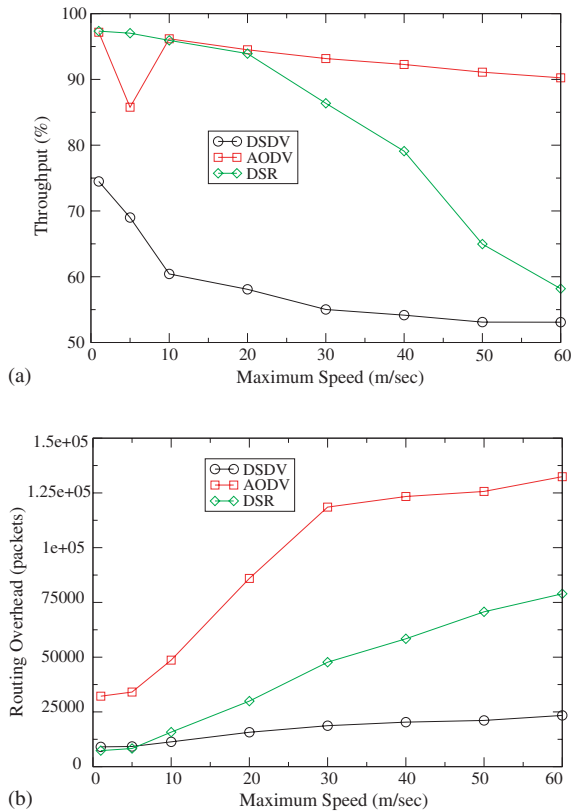 100
90
80
70
60
50
Throughput (%)
DSDV
AODV
DSR
0 10 20 30 40 50 60
Maximum Speed (m/sec)
(a)
1.5e+05
1.25e+05
1e+05
75000
50000
25000
0
Routing Overhead (packets)
DSDV
AODV
DSR
0 10 20 30 40 50 60
Maximum Speed (m/sec)
(b)